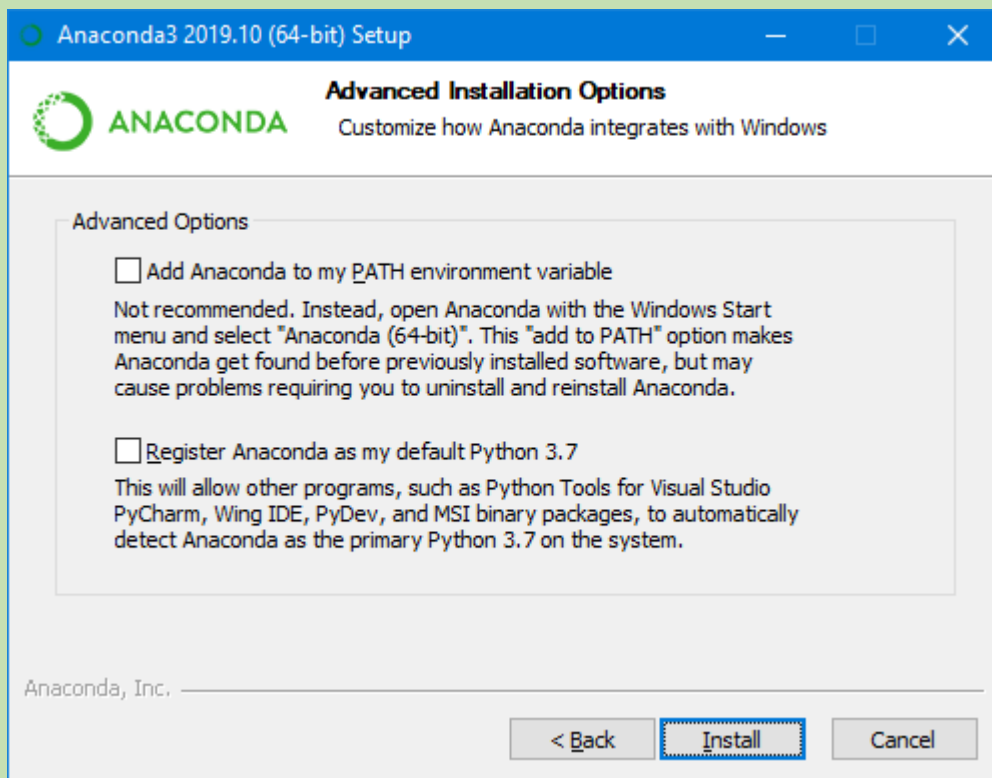 Anaconda3 2019.10 (64-bit) Setup
ANACONDA
Advanced Installation Options
Customize how Anaconda integrates with Windows
Advanced Options
Add Anaconda to my PATH environment variable
Not recommended. Instead, open Anaconda with the Windows Start
menu and select "Anaconda (64-bit)". This "add to PATH" option makes
Anaconda get found before previously installed software, but may
cause problems requiring you to uninstall and reinstall Anaconda.
Register Anaconda as my default Python 3.7
This will allow other programs, such as Python Tools for Visual Studio
PyCharm, Wing IDE, PyDev, and MSI binary packages, to automatically
detect Anaconda as the primary Python 3.7 on the system.
Anaconda, Inc.
< Back
Install
Cancel